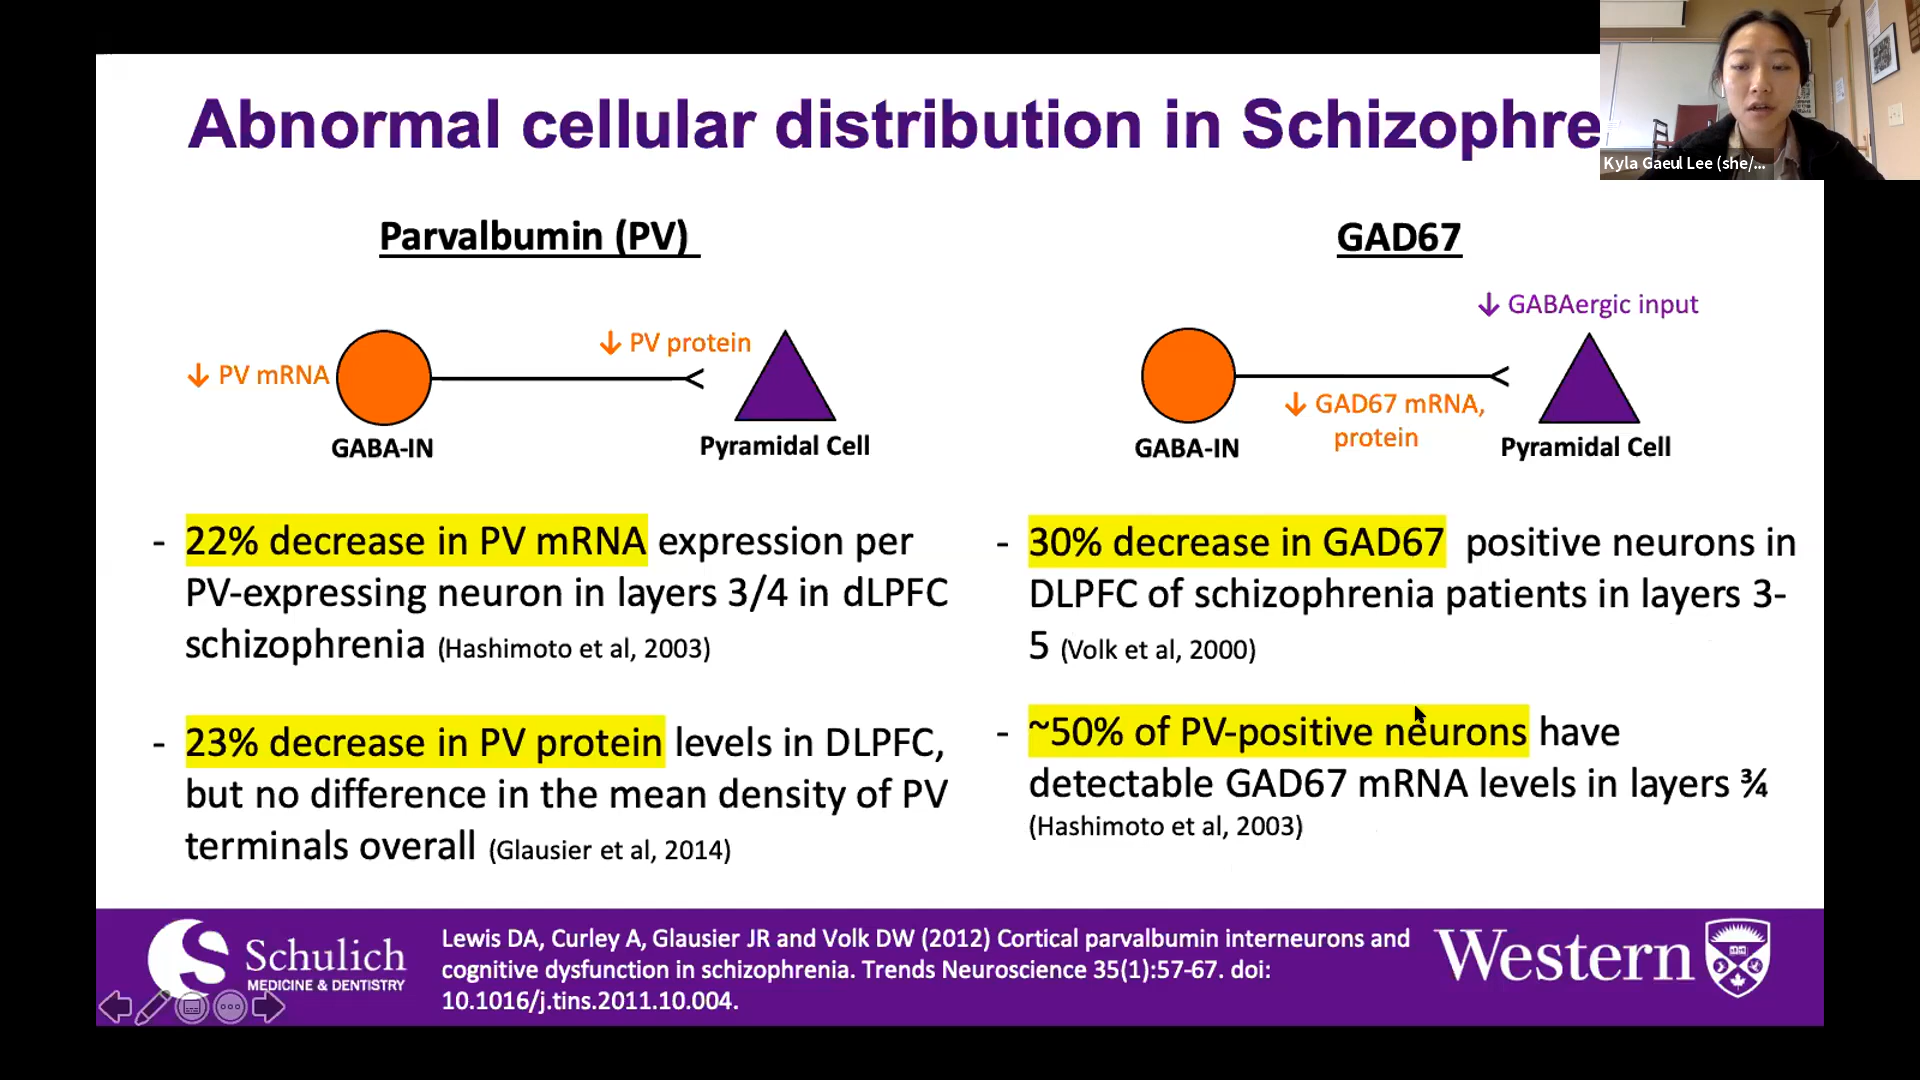 Abnormal cellular distribution in Schizophre
Kyla Gaeul Lee (she/...
Parvalbumin (PV)
↓ PV mRNA
↓ PV protein
GABA-IN
Pyramidal Cell
- 22% decrease in PV mRNA expression per
PV-expressing neuron in layers 3/4 in dLPFC
schizophrenia (Hashimoto et al, 2003)
- 23% decrease in PV protein levels in DLPFC,
but no difference in the mean density of PV
terminals overall (Glausier et al, 2014)
GAD67
↓ GABAergic input
↓ GAD67 mRNA,
protein
GABA-IN
Pyramidal Cell
- 30% decrease in GAD67 positive neurons in
DLPFC of schizophrenia patients in layers 3-
5 (Volk et al, 2000)
- ~50% of PV-positive neurons have
detectable GAD67 mRNA levels in layers ¾
(Hashimoto et al, 2003)
Schulich
MEDICINE & DENTISTRY
Lewis DA, Curley A, Glausier JR and Volk DW (2012) Cortical parvalbumin interneurons and
cognitive dysfunction in schizophrenia. Trends Neuroscience 35(1):57-67. doi:
10.1016/j.tins.2011.10.004.
Western